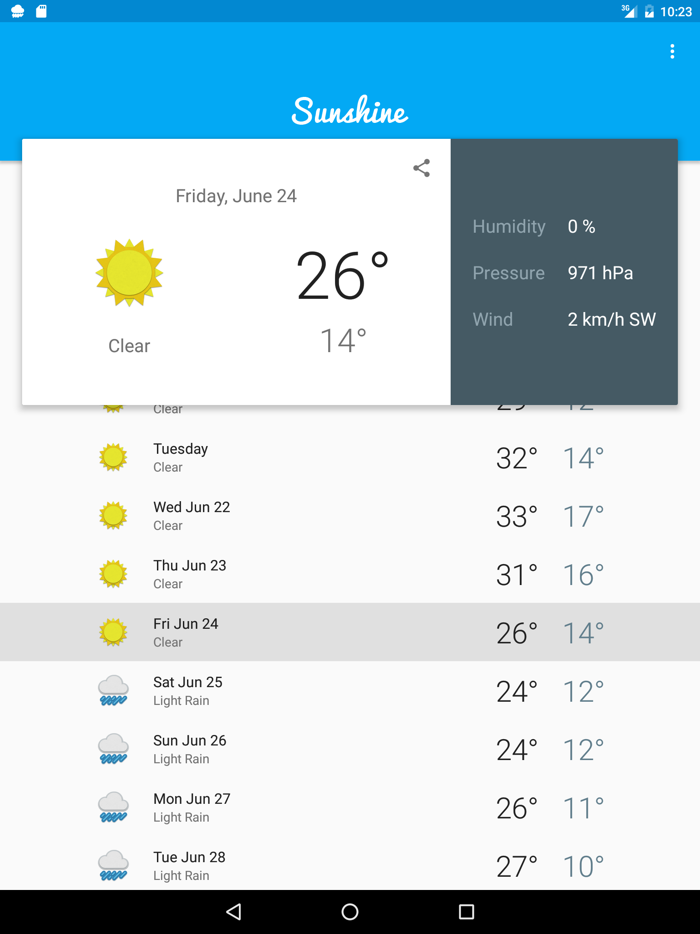 3G 10:23
Sunshine
Friday, June 24
26°
14°
Clear
Humidity 0 %
Pressure 971 hPa
Wind 2 km/h SW
Clear
Tuesday 32° 14°
Clear
Wed Jun 22 33° 17°
Clear
Thu Jun 23 31° 16°
Clear
Fri Jun 24 26° 14°
Clear
Sat Jun 25 24° 12°
Light Rain
Sun Jun 26 24° 12°
Light Rain
Mon Jun 27 26° 11°
Light Rain
Tue Jun 28 27° 10°
Light Rain